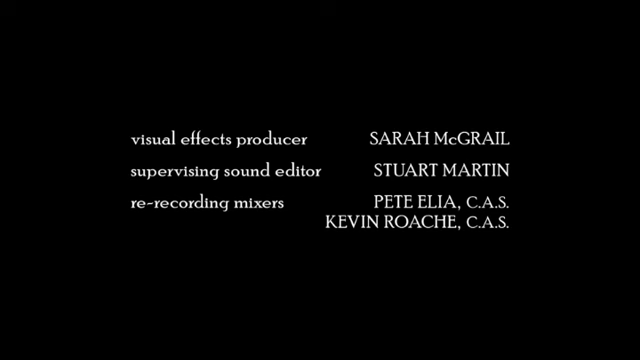 visual effects producer SARAH McGRAIL
supervising sound editor STUART MARTIN
re-recording mixers PETE ELIA, C.A.S.
KEVIN ROACHE, C.A.S.